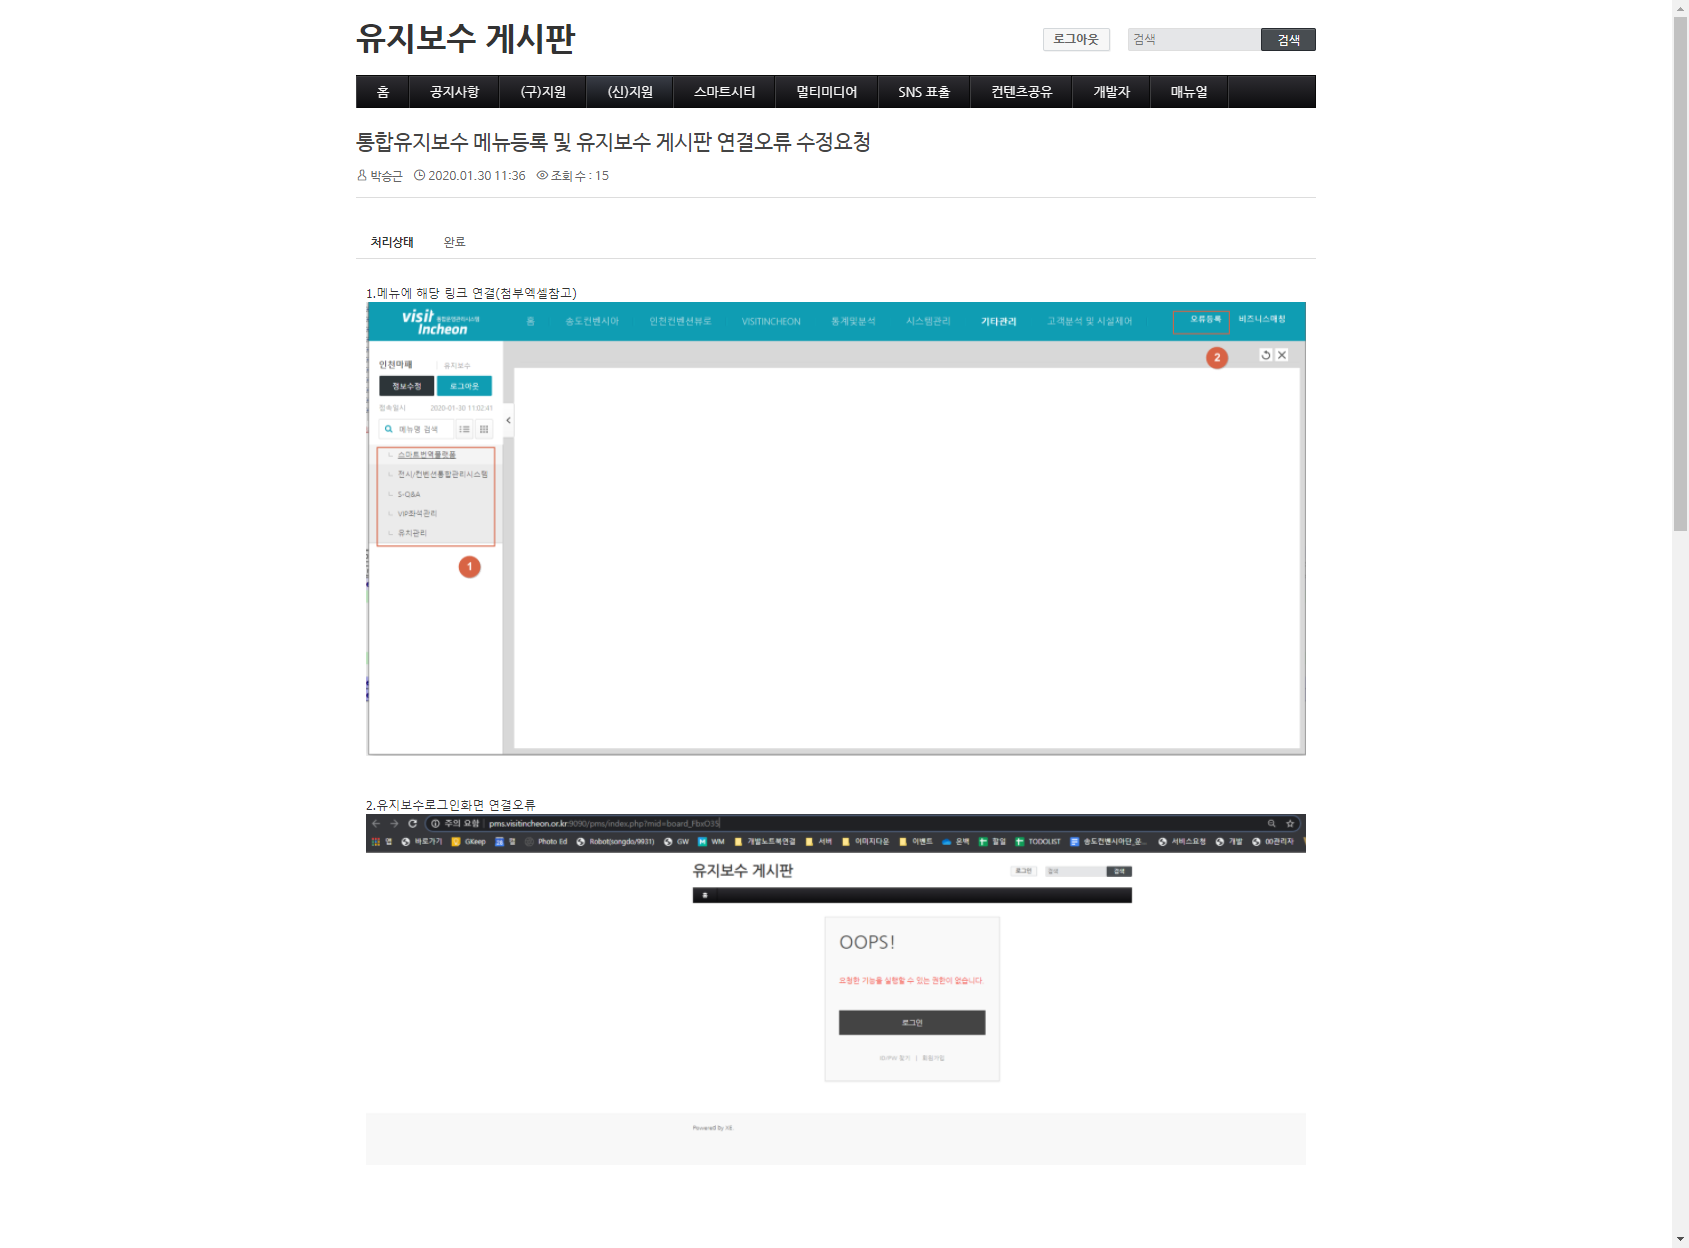 유지보수 게시판
로그아웃 검색 검색
홈 공지사항 (구)지원 (신)지원 스마트시티 멀티미디어 SNS 표출 컨텐츠공유 개발자 매뉴얼
통합유지보수 메뉴등록 및 유지보수 게시판 연결오류 수정요청
박승근 2020.01.30 11:36 조회 수 : 15
처리상태 완료
1.메뉴에 해당 링크 연결(첨부엑셀참고)
visit 통합운영관리시스템
Incheon
홈 송도컨벤시아 인천컨벤션뷰로 VISITINCHEON 통계및분석 시스템관리 기타관리 고객분석 및 시설제어 오류등록 비즈니스매칭
2
인천마해 유지보수
정보수정 로그아웃
접속일시 2020-01-30 11:02:41
메뉴명 검색
스마트번역플랫폼
전시/컨벤션통합관리시스템
S-Q&A
VIP좌석관리
유치관리
1
2.유지보수로그인화면 연결오류
주의 요함 pms.visitincheon.or.kr:9090/pms/index.php?mid=board_FbxO35
앱 바로가기 GKeep 캘 Photo Ed Robot(songdo/9931) GW WM 개발노트북연결 서버 이미지다운 이벤트 은백 할일 TODOLIST 송도컨벤시아단_운... 서비스요청 개발 00관리자
유지보수 게시판
로그인 검색 검색
홈
OOPS!
요청한 기능을 실행할 수 있는 권한이 없습니다.
로그인
ID/PW 찾기 | 회원가입
Powered by XE.